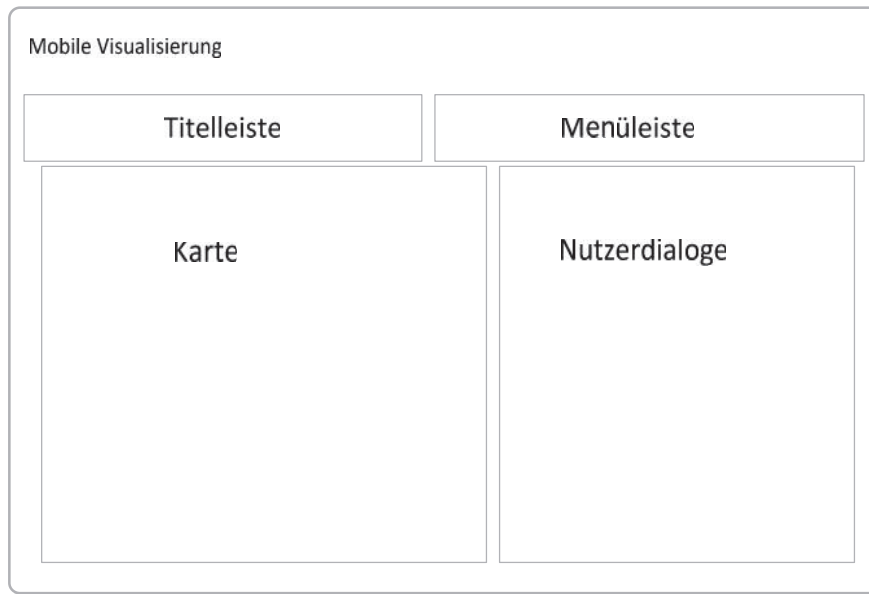 Mobile Visualisierung
Titelleiste
Menüleiste
Karte
Nutzerdialoge